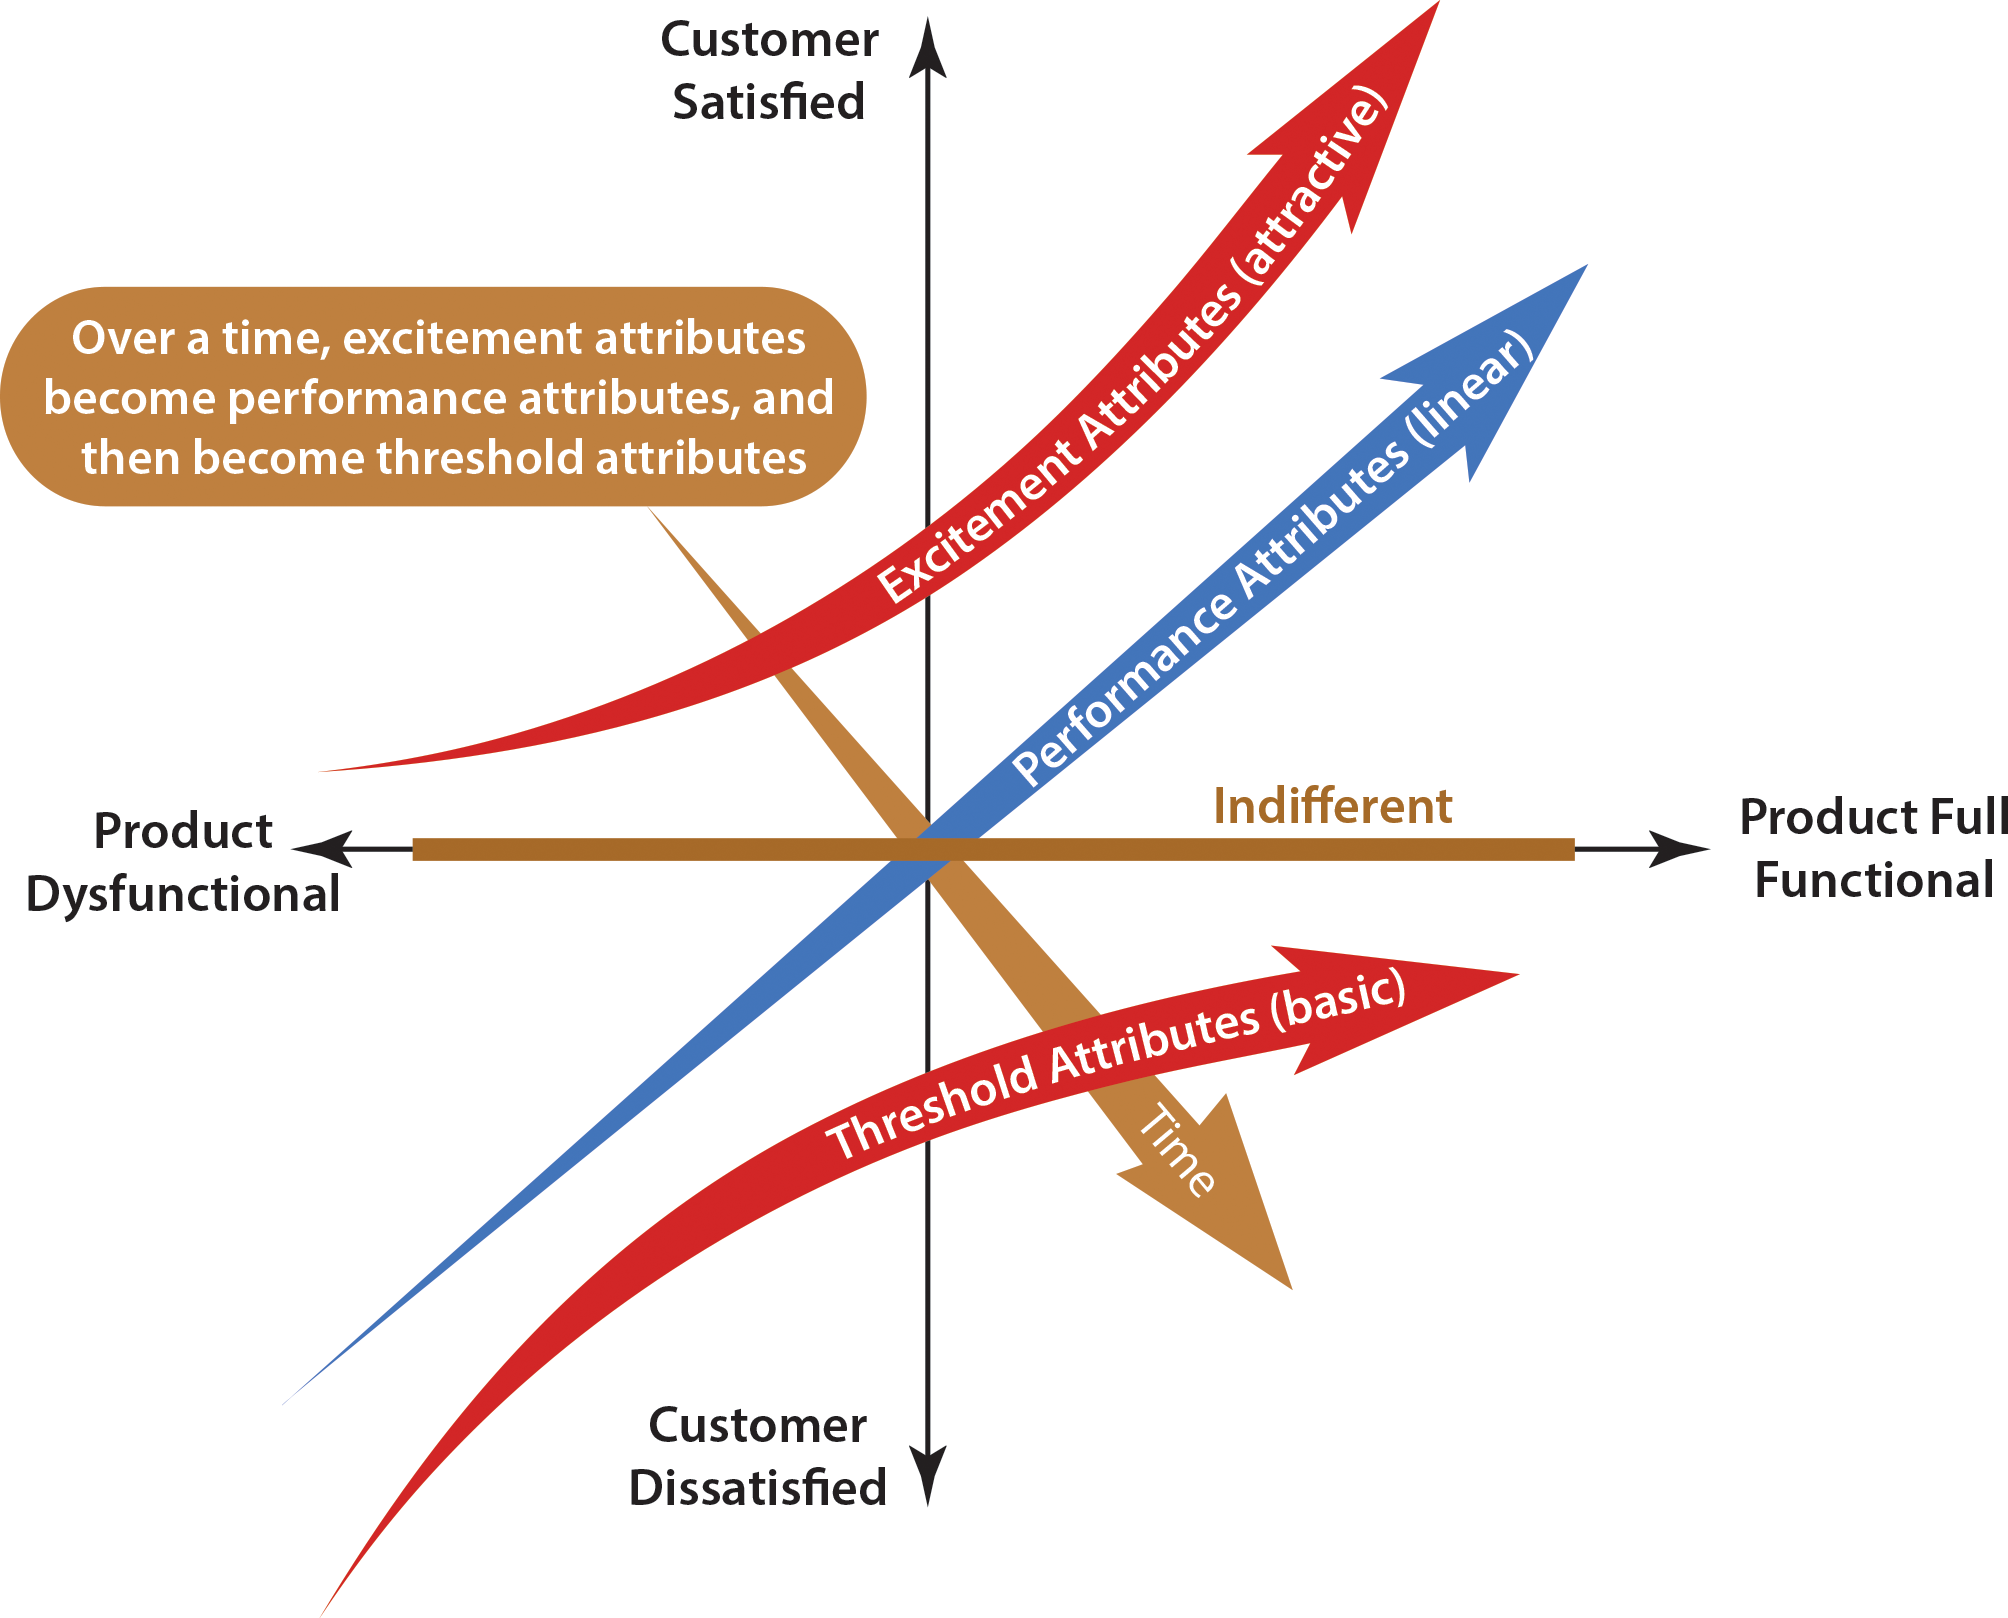 Customer
Satisfied
Excitement Attributes (attractive)
Over a time, excitement attributes
become performance attributes, and
then become threshold attributes
Performance Attributes (linear)
Indifferent
Product
Dysfunctional
Product Full
Functional
Threshold Attributes (basic)
Time
Customer
Dissatisfied